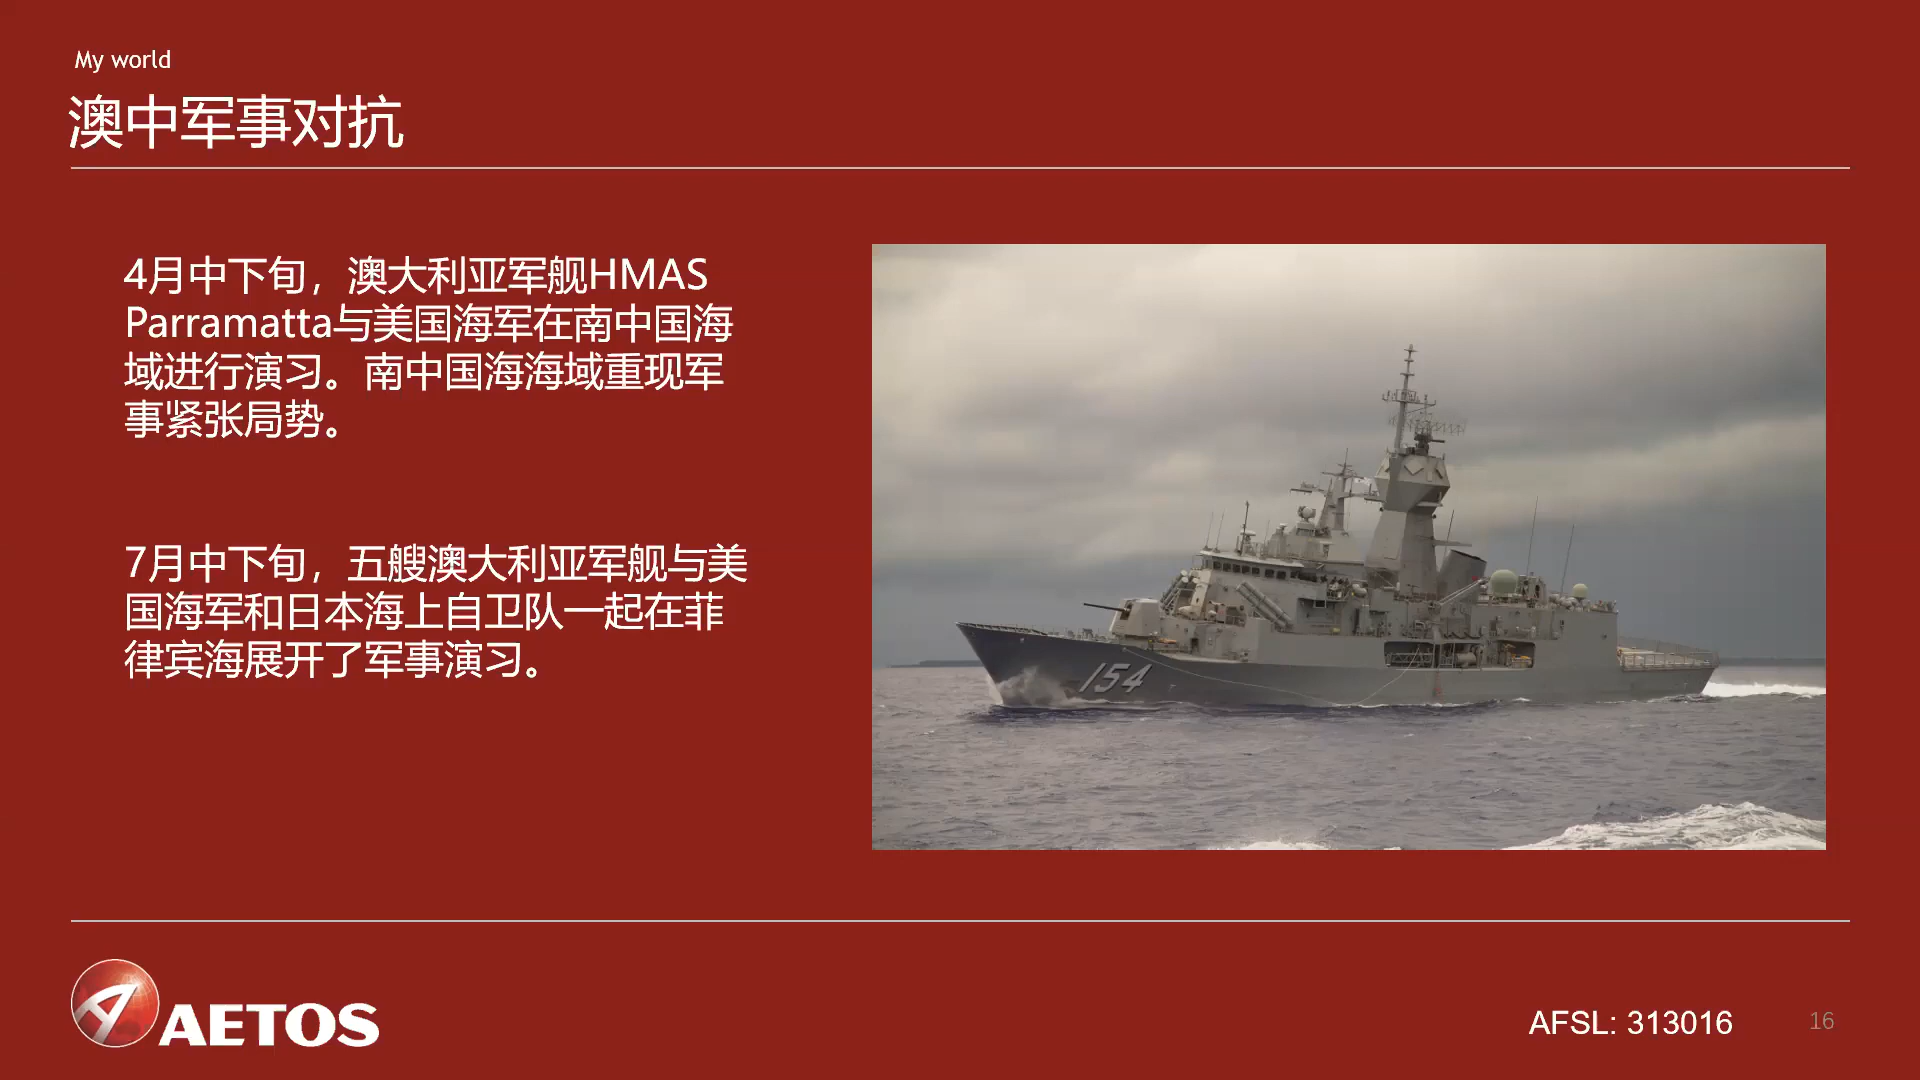 My world
澳中军事对抗
4月中下旬，澳大利亚军舰HMAS
Parramatta与美国海军在南中国海
域进行演习。南中国海海域重现军
事紧张局势。
7月中下旬，五艘澳大利亚军舰与美
国海军和日本海上自卫队一起在菲
律宾海展开了军事演习。
154
AETOS
AFSL: 313016
16